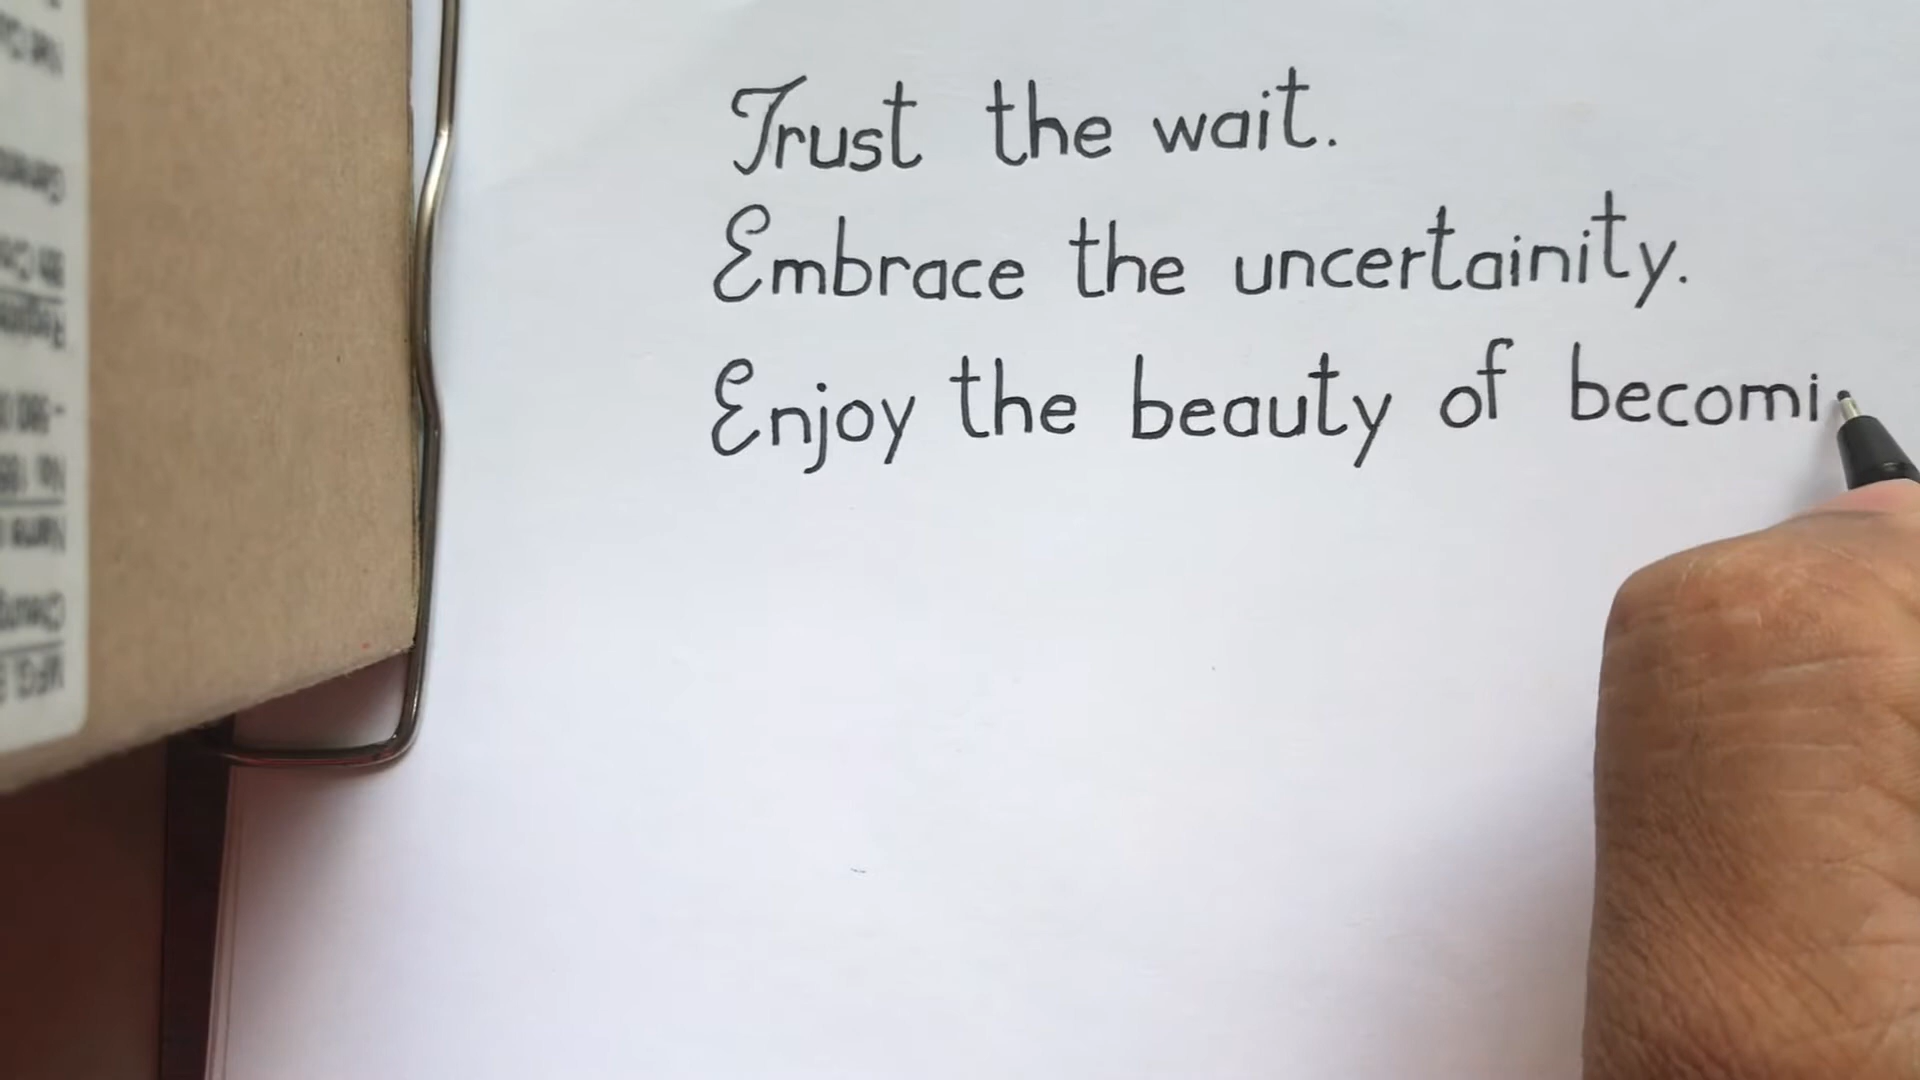 Trust the wait.
Embrace the uncertainity.
Enjoy the beauty of becomi